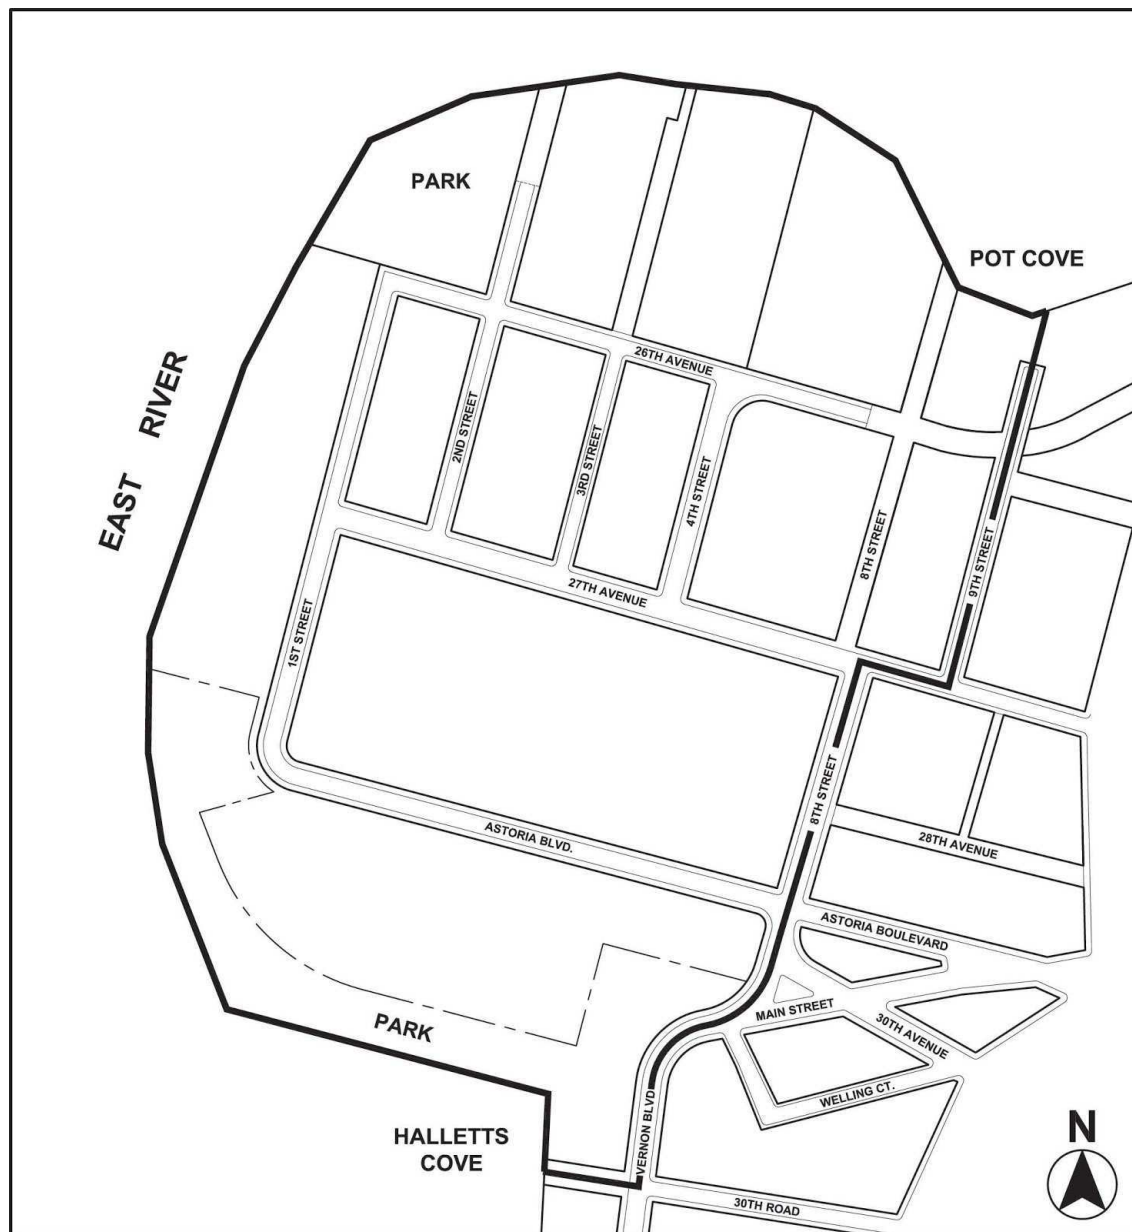 PARK
POT COVE
EAST RIVER
26TH AVENUE
2ND STREET
3RD STREET
4TH STREET
8TH STREET
9TH STREET
27TH AVENUE
1ST STREET
8TH STREET
ASTORIA BLVD.
28TH AVENUE
ASTORIA BOULEVARD
MAIN STREET
30TH AVENUE
PARK
WELLING CT.
VERNON BLVD
HALLETTS
COVE
30TH ROAD
N